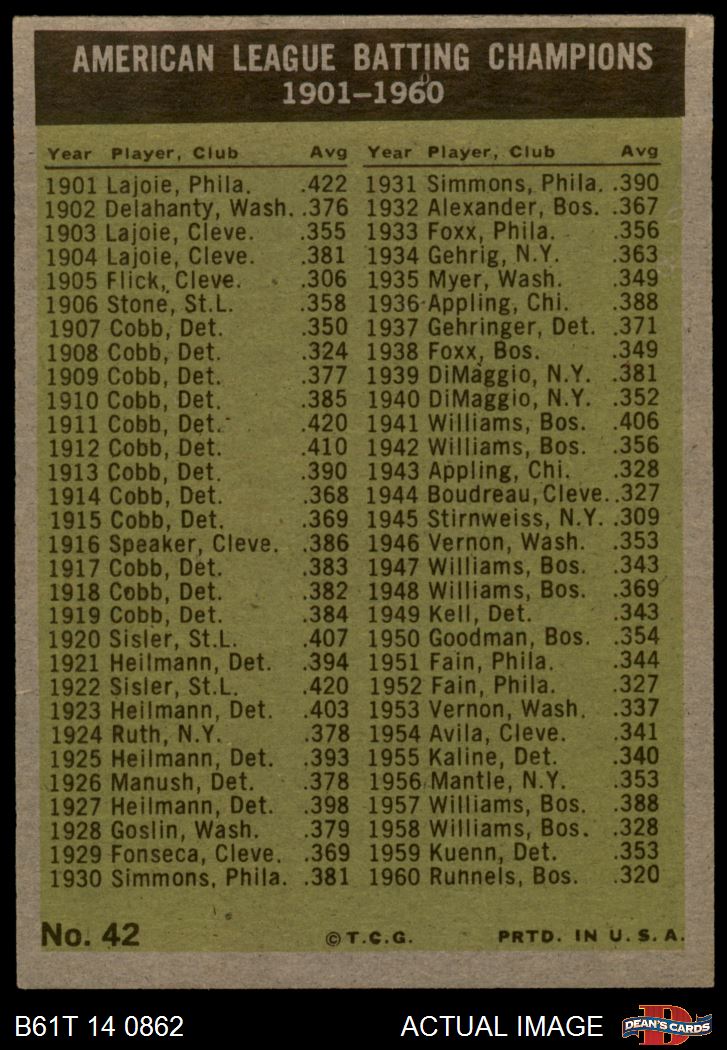 AMERICAN LEAGUE BATTING CHAMPIONS
1901-1960
Year Player, Club Avg
1901 Lajoie, Phila. .422
1902 Delahanty, Wash. .376
1903 Lajoie, Cleve. .355
1904 Lajoie, Cleve. .381
1905 Flick, Cleve. .306
1906 Stone, St.L. .358
1907 Cobb, Det. .350
1908 Cobb, Det. .324
1909 Cobb, Det. .377
1910 Cobb, Det. .385
1911 Cobb, Det. .420
1912 Cobb, Det. .410
1913 Cobb, Det. .390
1914 Cobb, Det. .368
1915 Cobb, Det. .369
1916 Speaker, Cleve. .386
1917 Cobb, Det. .383
1918 Cobb, Det. .382
1919 Cobb, Det. .384
1920 Sisler, St.L. .407
1921 Heilmann, Det. .394
1922 Sisler, St.L. .420
1923 Heilmann, Det. .403
1924 Ruth, N.Y. .378
1925 Heilmann, Det. .393
1926 Manush, Det. .378
1927 Heilmann, Det. .398
1928 Goslin, Wash. .379
1929 Fonseca, Cleve. .369
1930 Simmons, Phila. .381
Year Player, Club Avg
1931 Simmons, Phila. .390
1932 Alexander, Bos. .367
1933 Foxx, Phila. .356
1934 Gehrig, N.Y. .363
1935 Myer, Wash. .349
1936 Appling, Chi. .388
1937 Gehringer, Det. .371
1938 Foxx, Bos. .349
1939 DiMaggio, N.Y. .381
1940 DiMaggio, N.Y. .352
1941 Williams, Bos. .406
1942 Williams, Bos. .356
1943 Appling, Chi. .328
1944 Boudreau, Cleve. .327
1945 Stirnweiss, N.Y. .309
1946 Vernon, Wash. .353
1947 Williams, Bos. .343
1948 Williams, Bos. .369
1949 Kell, Det. .343
1950 Goodman, Bos. .354
1951 Fain, Phila. .344
1952 Fain, Phila. .327
1953 Vernon, Wash. .337
1954 Avila, Cleve. .341
1955 Kaline, Det. .340
1956 Mantle, N.Y. .353
1957 Williams, Bos. .388
1958 Williams, Bos. .328
1959 Kuenn, Det. .353
1960 Runnels, Bos. .320
No. 42 © T.C.G. PRTD. IN U.S.A.
B61T 14 0862 ACTUAL IMAGE DEAN'S CARDS